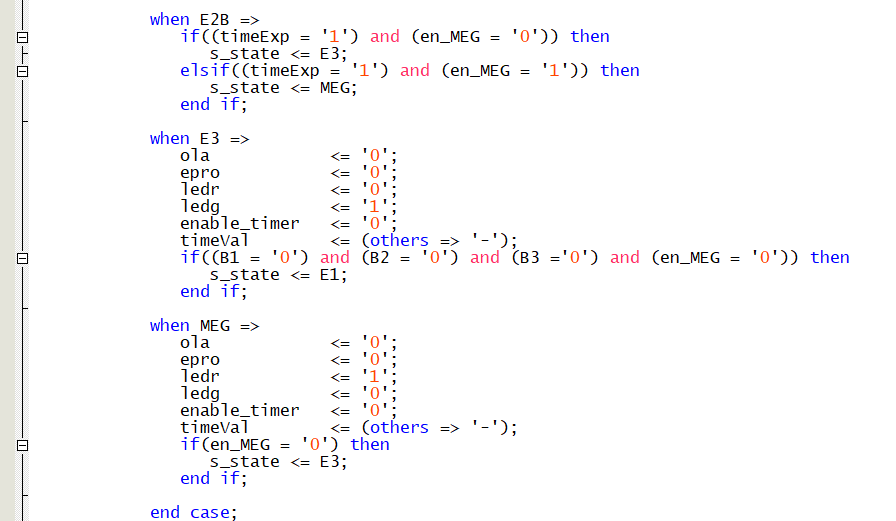 when E2B =>
if((timeExp = '1') and (en_MEG = '0')) then
s_state <= E3;
elsif((timeExp = '1') and (en_MEG = '1')) then
s_state <= MEG;
end if;
when E3 =>
ola <= '0';
epro <= '0';
ledr <= '0';
ledg <= '1';
enable_timer <= '0';
timeVal <= (others => '-');
if((B1 = '0') and (B2 = '0') and (B3 ='0') and (en_MEG = '0')) then
s_state <= E1;
end if;
when MEG =>
ola <= '0';
epro <= '0';
ledr <= '1';
ledg <= '0';
enable_timer <= '0';
timeVal <= (others => '-');
if(en_MEG = '0') then
s_state <= E3;
end if;
end case;